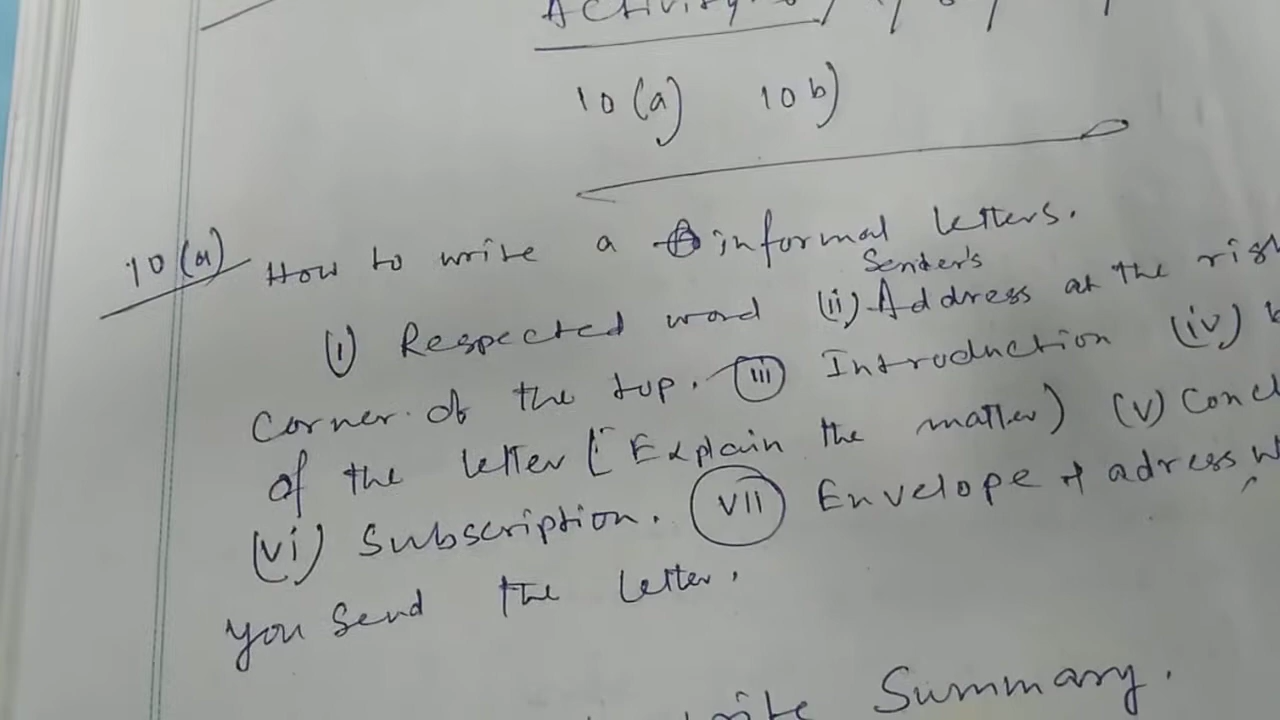 Activity
10 (a) 10 b)
10 (a) How to write a informal letters.
Sender's
(i) Respected word (ii) Address at the
corner of the top. (iii) Introduction (iv)
of the letter (Explain the matter) (v)
(vi) Subscription. (VII) Envelope & adress
you send the letter.
Summary.